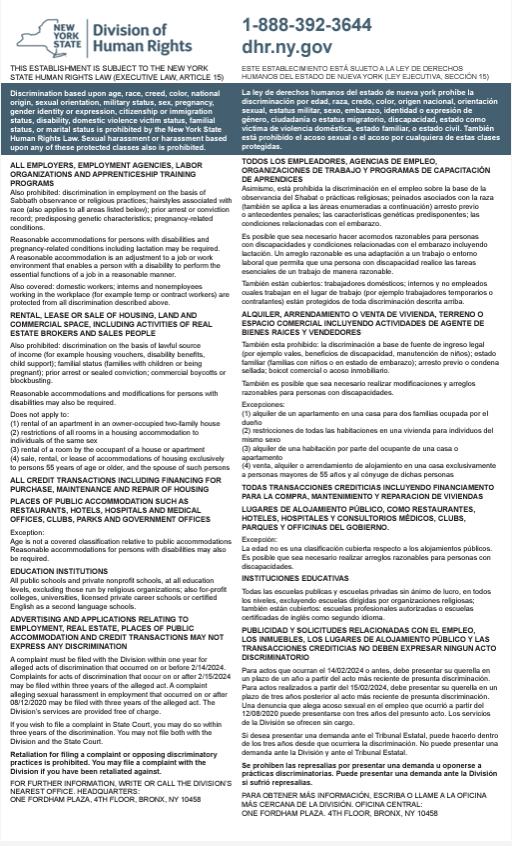 NEW
YORK
STATE
Division of
Human Rights
1-888-392-3644
dhr.ny.gov
THIS ESTABLISHMENT IS SUBJECT TO THE NEW YORK
STATE HUMAN RIGHTS LAW (EXECUTIVE LAW, ARTICLE 15)
Discrimination based upon age, race, creed, color, national
origin, sexual orientation, military status, sex, pregnancy,
gender identity or expression, citizenship or immigration
status, disability, domestic violence victim status, familial
status, or marital status is prohibited by the New York State
Human Rights Law. Sexual harassment or harassment based
upon any of these protected classes also is prohibited.
ALL EMPLOYERS, EMPLOYMENT AGENCIES, LABOR
ORGANIZATIONS AND APPRENTICESHIP TRAINING
PROGRAMS
Also prohibited: discrimination in employment on the basis of
Sabbath observance or religious practices; hairstyles associated with
race (also applies to all areas listed below); prior arrest or conviction
record; predisposing genetic characteristics; pregnancy-related
conditions.
Reasonable accommodations for persons with disabilities and
pregnancy-related conditions including lactation may be required.
A reasonable accommodation is an adjustment to a job or work
environment that enables a person with a disability to perform the
essential functions of a job in a reasonable manner.
Also covered: domestic workers; interns and nonemployees
working in the workplace (for example temp or contract workers) are
protected from all discrimination described above.
RENTAL, LEASE OR SALE OF HOUSING, LAND AND
COMMERCIAL SPACE, INCLUDING ACTIVITIES OF REAL
ESTATE BROKERS AND SALES PEOPLE
Also prohibited: discrimination on the basis of lawful source
of income (for example housing vouchers, disability benefits,
child support); familial status (families with children or being
pregnant); prior arrest or sealed conviction; commercial boycotts or
blockbusting.
Reasonable accommodations and modifications for persons with
disabilities may also be required.
Does not apply to:
(1) rental of an apartment in an owner-occupied two-family house
(2) restrictions of all rooms in a housing accommodation to
individuals of the same sex
(3) rental of a room by the occupant of a house or apartment
(4) sale, rental, or lease of accommodations of housing exclusively
to persons 55 years of age or older, and the spouse of such persons
ALL CREDIT TRANSACTIONS INCLUDING FINANCING FOR
PURCHASE, MAINTENANCE AND REPAIR OF HOUSING
PLACES OF PUBLIC ACCOMMODATION SUCH AS
RESTAURANTS, HOTELS, HOSPITALS AND MEDICAL
OFFICES, CLUBS, PARKS AND GOVERNMENT OFFICES
Exception:
Age is not a covered classification relative to public accommodations
Reasonable accommodations for persons with disabilities may also
be required.
EDUCATION INSTITUTIONS
All public schools and private nonprofit schools, at all education
levels, excluding those run by religious organizations; also for-profit
colleges, universities, licensed private career schools or certified
English as a second language schools.
ADVERTISING AND APPLICATIONS RELATING TO
EMPLOYMENT, REAL ESTATE, PLACES OF PUBLIC
ACCOMMODATION AND CREDIT TRANSACTIONS MAY NOT
EXPRESS ANY DISCRIMINATION
A complaint must be filed with the Division within one year for
alleged acts of discrimination that occurred on or before 2/14/2024.
Complaints for acts of discrimination that occur on or after 2/15/2024
may be filed within three years of the alleged act. A complaint
alleging sexual harassment in employment that occurred on or after
08/12/2020 may be filed within three years of the alleged act. The
Division's services are provided free of charge.
If you wish to file a complaint in State Court, you may do so within
three years of the discrimination. You may not file both with the
Division and the State Court.
Retaliation for filing a complaint or opposing discriminatory
practices is prohibited. You may file a complaint with the
Division if you have been retaliated against.
FOR FURTHER INFORMATION, WRITE OR CALL THE DIVISION'S
NEAREST OFFICE. HEADQUARTERS:
ONE FORDHAM PLAZA, 4TH FLOOR, BRONX, NY 10458
ESTE ESTABLECIMIENTO ESTÁ SUJETO A LA LEY DE DERECHOS
HUMANOS DEL ESTADO DE NUEVA YORK (LEY EJECUTIVA, SECCIÓN 15)
La ley de derechos humanos del estado de nueva york prohíbe la
discriminación por edad, raza, credo, color, origen nacional, orientación
sexual, estatus militar, sexo, embarazo, identidad o expresión de
género, ciudadanía o estatus migratorio, discapacidad, estado como
víctima de violencia doméstica, estado familiar, o estado civil. También
está prohibido el acoso sexual o el acoso por cualquiera de estas clases
protegidas.
TODOS LOS EMPLEADORES, AGENCIAS DE EMPLEO,
ORGANIZACIONES DE TRABAJO Y PROGRAMAS DE CAPACITACIÓN
DE APRENDICES
Asimismo, está prohibida la discriminación en el empleo sobre la base de la
observancia del Shabat o prácticas religiosas; peinados asociados con la raza
(también se aplica a las áreas enumeradas a continuación) arresto previo
o antecedentes penales; las características genéticas predisponentes; las
condiciones relacionadas con el embarazo.
Es posible que sea necesario hacer acomodos razonables para personas
con discapacidades y condiciones relacionadas con el embarazo incluyendo
lactación. Un arreglo razonable es una adaptación a un trabajo o entorno
laboral que permita que una persona con discapacidad realice las tareas
esenciales de un trabajo de manera razonable.
También están cubiertos: trabajadores domésticos; internos y no empleados
cuales trabajan en el lugar de trabajo (por ejemplo trabajadores temporarios o
contratantes) están protegidos de toda discriminación descrita arriba.
ALQUILER, ARRENDAMIENTO O VENTA DE VIVIENDA, TERRENO O
ESPACIO COMERCIAL INCLUYENDO ACTIVIDADES DE AGENTE DE
BIENES RAICES Y VENDEDORES
También esta prohibido: la discriminación a base de fuente de ingreso legal
(por ejemplo vales, beneficios de discapacidad, manutención de niños); estado
familiar (familias con niños o en estado de embarazo); arresto previo o condena
sellada; boicot comercial o acoso inmobiliario.
También es posible que sea necesario realizar modificaciones y arreglos
razonables para personas con discapacidades.
Excepciones:
(1) alquiler de un apartamento en una casa para dos familias ocupada por el
dueño
(2) restricciones de todas las habitaciones en una vivienda para individuos del
mismo sexo
(3) alquiler de una habitación por parte del ocupante de una casa o
apartamento
(4) venta, alquiler o arrendamiento de alojamiento en una casa exclusivamente
a personas mayores de 55 años y al cónyuge de dichas personas
TODAS TRANSACCIONES CREDITICIAS INCLUYENDO FINANCIAMIENTO
PARA LA COMPRA, MANTENIMIENTO Y REPARACION DE VIVIENDAS
LUGARES DE ALOJAMIENTO PÚBLICO, COMO RESTAURANTES,
HOTELES, HOSPITALES Y CONSULTORIOS MÉDICOS, CLUBS,
PARQUES Y OFICINAS DEL GOBIERNO.
Excepción:
La edad no es una clasificación cubierta respecto a los alojamientos públicos.
Es posible que sea necesario realizar arreglos razonables para personas con
discapacidades.
INSTITUCIONES EDUCATIVAS
Todas las escuelas publicas y escuelas privadas sin ánimo de lucro, en todos
los niveles, excluyendo escuelas dirigidas por organizaciones religiosas;
también están cubiertos: escuelas profesionales autorizadas o escuelas
certificadas de inglés como segundo idioma.
PUBLICIDAD Y SOLICITUDES RELACIONADAS CON EL EMPLEO,
LOS INMUEBLES, LOS LUGARES DE ALOJAMIENTO PÚBLICO Y LAS
TRANSACCIONES CREDITICIAS NO DEBEN EXPRESAR NINGUN ACTO
DISCRIMINATORIO
Para actos que ocurran el 14/02/2024 o antes, debe presentar su querella en
plazo de un año a partir del acto más reciente de presunta discriminación.
Para actos realizados a partir del 15/02/2024, debe presentar su querella en un
plazo de tres años posterior al acto más reciente de presunta discriminación.
Una denuncia que alega acoso sexual en el empleo que ocurrió a partir del
12/08/2020 puede presentarse con tres años del presunto acto. Los servicios
de la División se ofrecen sin cargo.
Si desea presentar una demanda ante el Tribunal Estatal, puede hacerlo dentro
de los tres años desde que ocurriera la discriminación. No puede presentar una
demanda ante la División y ante el Tribunal Estatal.
Se prohiben las represalias por presentar una demanda u oponerse a
prácticas discriminatorias. Puede presentar una demanda ante la División
si sufrió represalias.
PARA OBTENER MÁS INFORMACIÓN, ESCRIBA O LLAME A LA OFICINA
MÁS CERCANA DE LA DIVISIÓN. OFICINA CENTRAL:
ONE FORDHAM PLAZA, 4TH FLOOR, BRONX, NY 10458